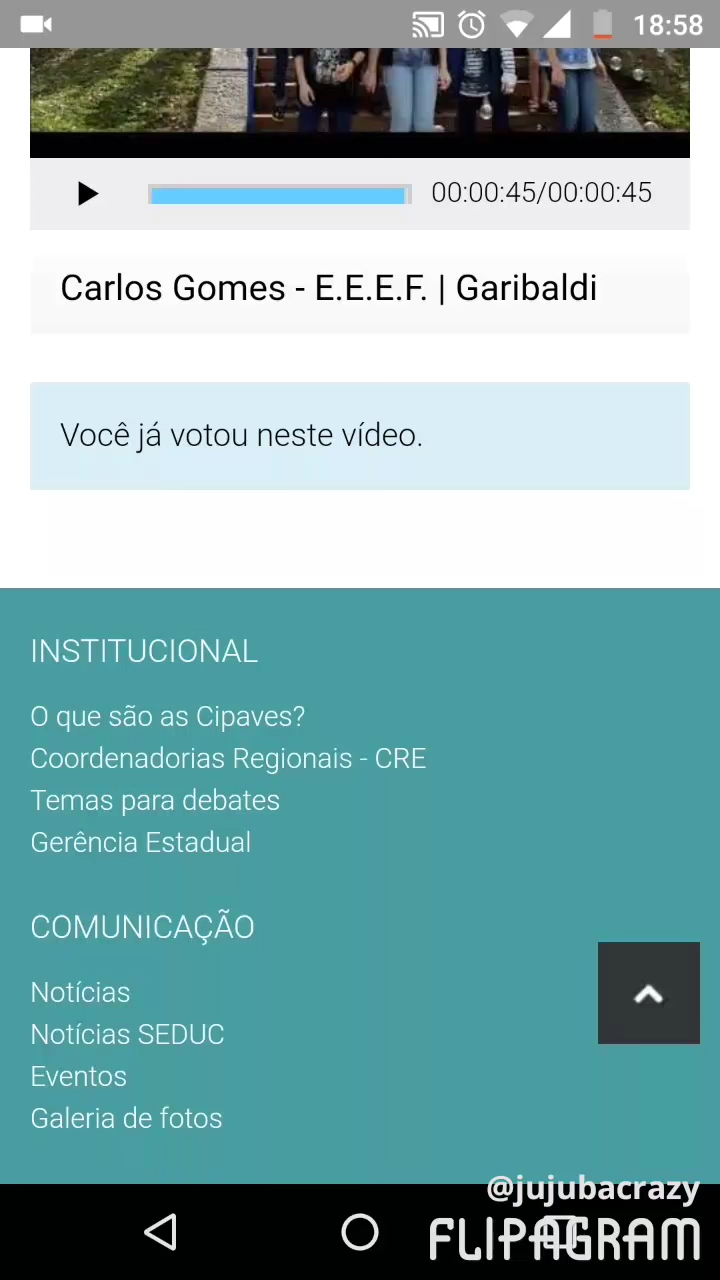 18:58
00:00:45/00:00:45
Carlos Gomes - E.E.E.F. | Garibaldi
Você já votou neste vídeo.
INSTITUCIONAL
O que são as Cipaves?
Coordenadorias Regionais - CRE
Temas para debates
Gerência Estadual
COMUNICAÇÃO
Notícias
Notícias SEDUC
Eventos
Galeria de fotos
@jujubacrazy
FLIPAGRAM